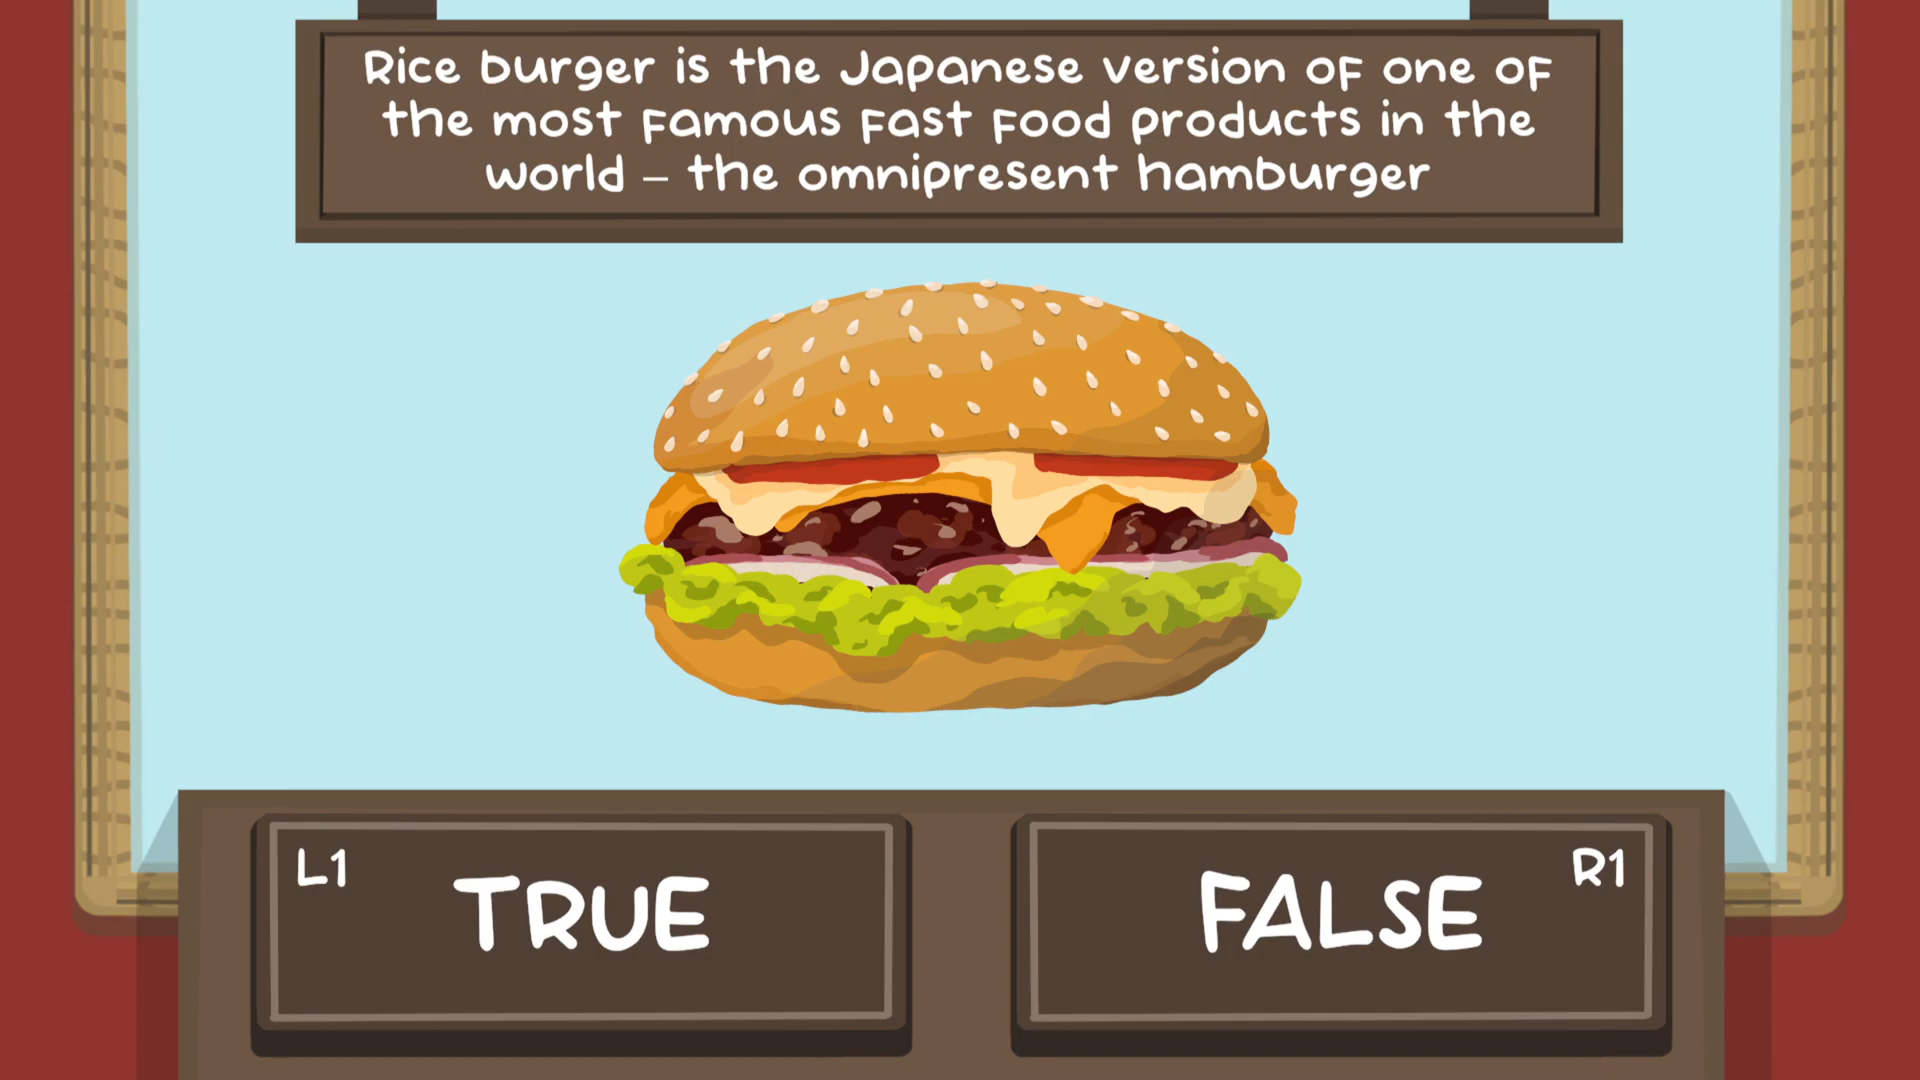 Rice burger is the Japanese version of one of
the most famous fast food products in the
world – the omnipresent hamburger
L1
TRUE
FALSE
R1